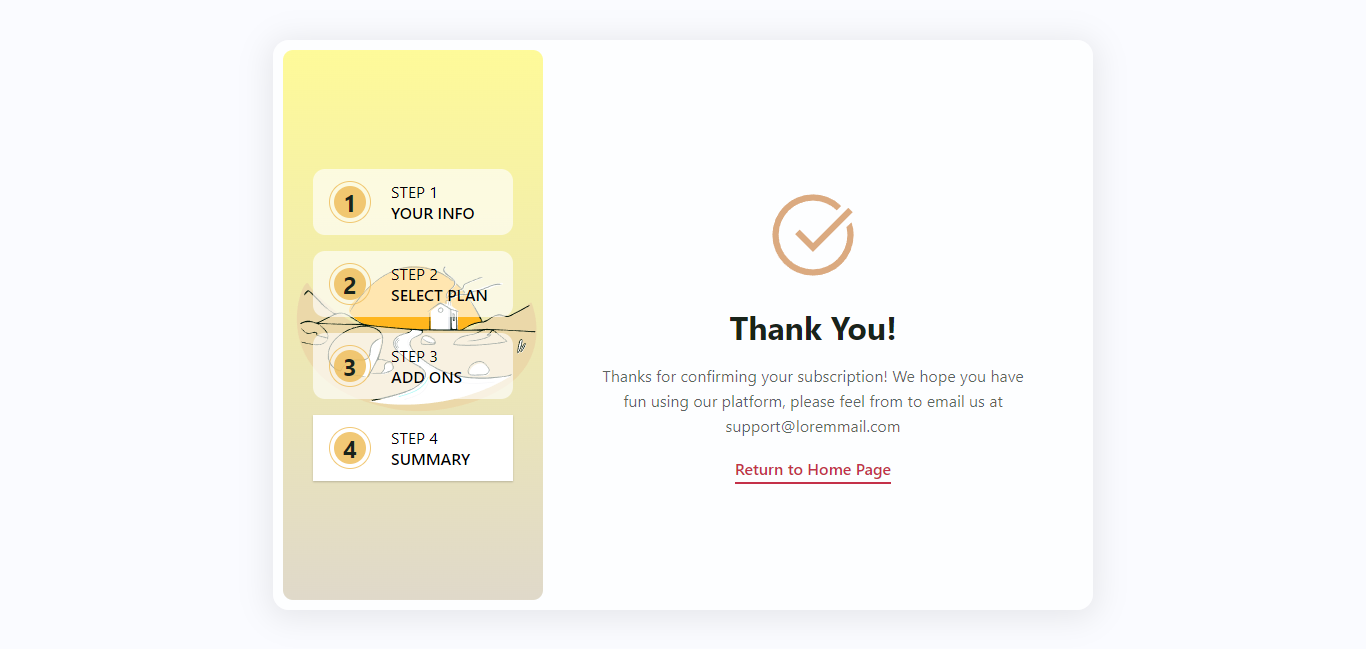 1
STEP 1
YOUR INFO
2
STEP 2
SELECT PLAN
3
STEP 3
ADD ONS
4
STEP 4
SUMMARY
Thank You!
Thanks for confirming your subscription! We hope you have
fun using our platform, please feel from to email us at
support@loremmail.com
Return to Home Page